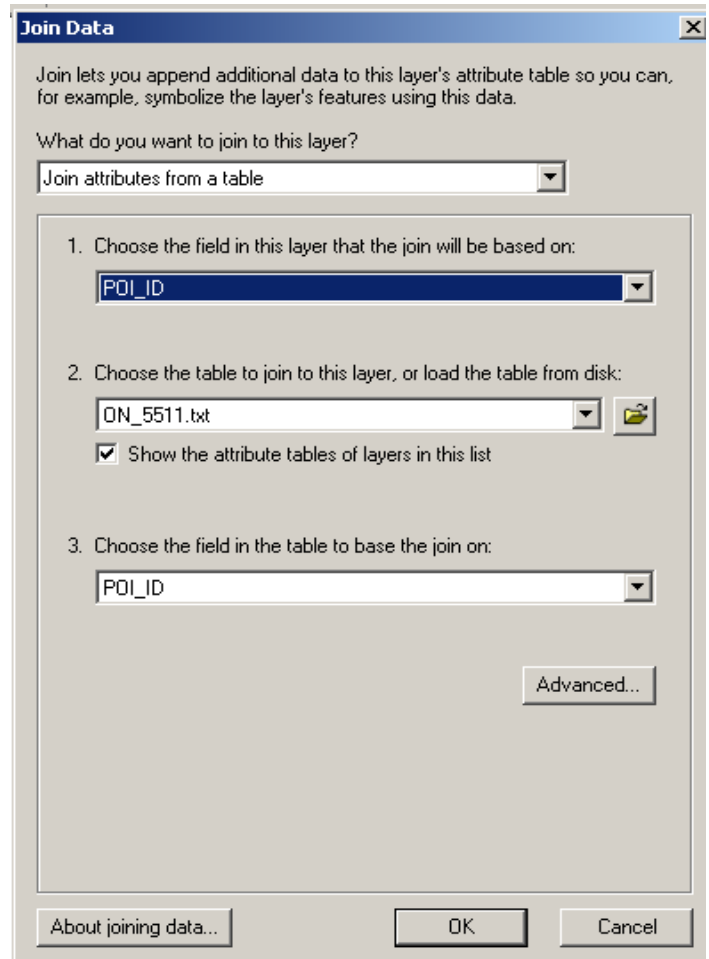 Join Data
Join lets you append additional data to this layer's attribute table so you can,
for example, symbolize the layer's features using this data.
What do you want to join to this layer?
Join attributes from a table
1. Choose the field in this layer that the join will be based on:
POI_ID
2. Choose the table to join to this layer, or load the table from disk:
ON_5511.txt
Show the attribute tables of layers in this list
3. Choose the field in the table to base the join on:
POI_ID
Advanced...
About joining data...
OK
Cancel